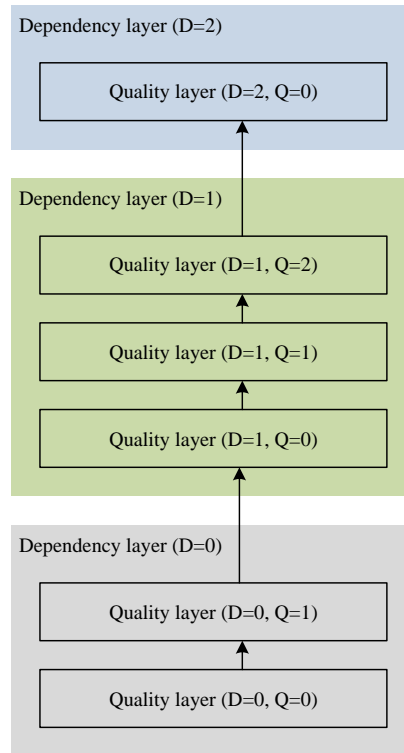 Dependency layer (D=2)
Quality layer (D=2, Q=0)
Dependency layer (D=1)
Quality layer (D=1, Q=2)
Quality layer (D=1, Q=1)
Quality layer (D=1, Q=0)
Dependency layer (D=0)
Quality layer (D=0, Q=1)
Quality layer (D=0, Q=0)